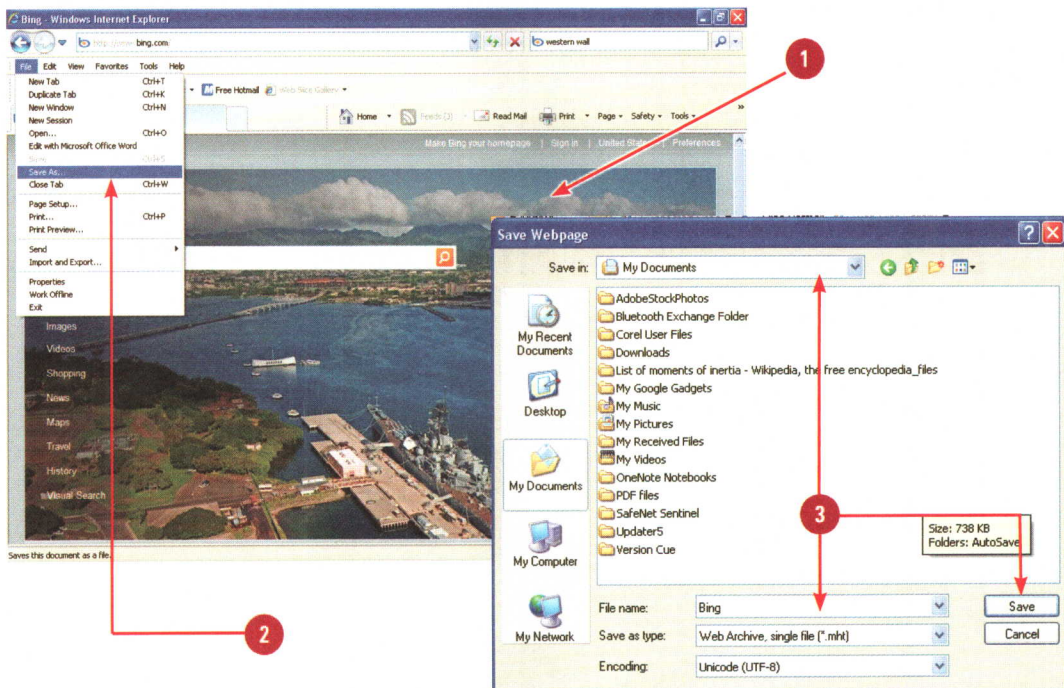 Bing - Windows Internet Explorer
bing.com
western wall
File Edit View Favorites Tools Help
New Tab Ctrl+T
Duplicate Tab Ctrl+K
New Window Ctrl+N
New Session
Open... Ctrl+O
Edit with Microsoft Office Word
Save Ctrl+S
Save As...
Close Tab Ctrl+W
Page Setup...
Print... Ctrl+P
Print Preview...
Send
Import and Export...
Properties
Work Offline
Exit
Free Hotmail Web Slice Gallery
Home Feeds (3) Read Mail Print Page Safety Tools
Make Bing your homepage | Sign in | United States | Preferences
Images
Videos
Shopping
News
Maps
Travel
History
Visual Search
Saves this document as a file.
1
2
Save Webpage
Save in: My Documents
My Recent Documents
Desktop
My Documents
My Computer
My Network
AdobeStockPhotos
Bluetooth Exchange Folder
Corel User Files
Downloads
List of moments of inertia - Wikipedia, the free encyclopedia_files
My Google Gadgets
My Music
My Pictures
My Received Files
My Videos
OneNote Notebooks
PDF files
SafeNet Sentinel
Updater5
Version Cue
3
Size: 738 KB
Folders: AutoSave
File name: Bing Save
Save as type: Web Archive, single file (*.mht) Cancel
Encoding: Unicode (UTF-8)